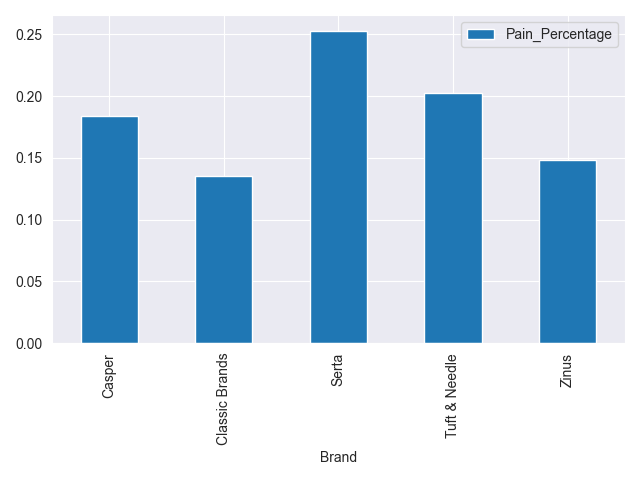 Pain_Percentage
0.25
0.20
0.15
0.10
0.05
0.00
Casper
Classic Brands
Serta
Tuft & Needle
Zinus
Brand